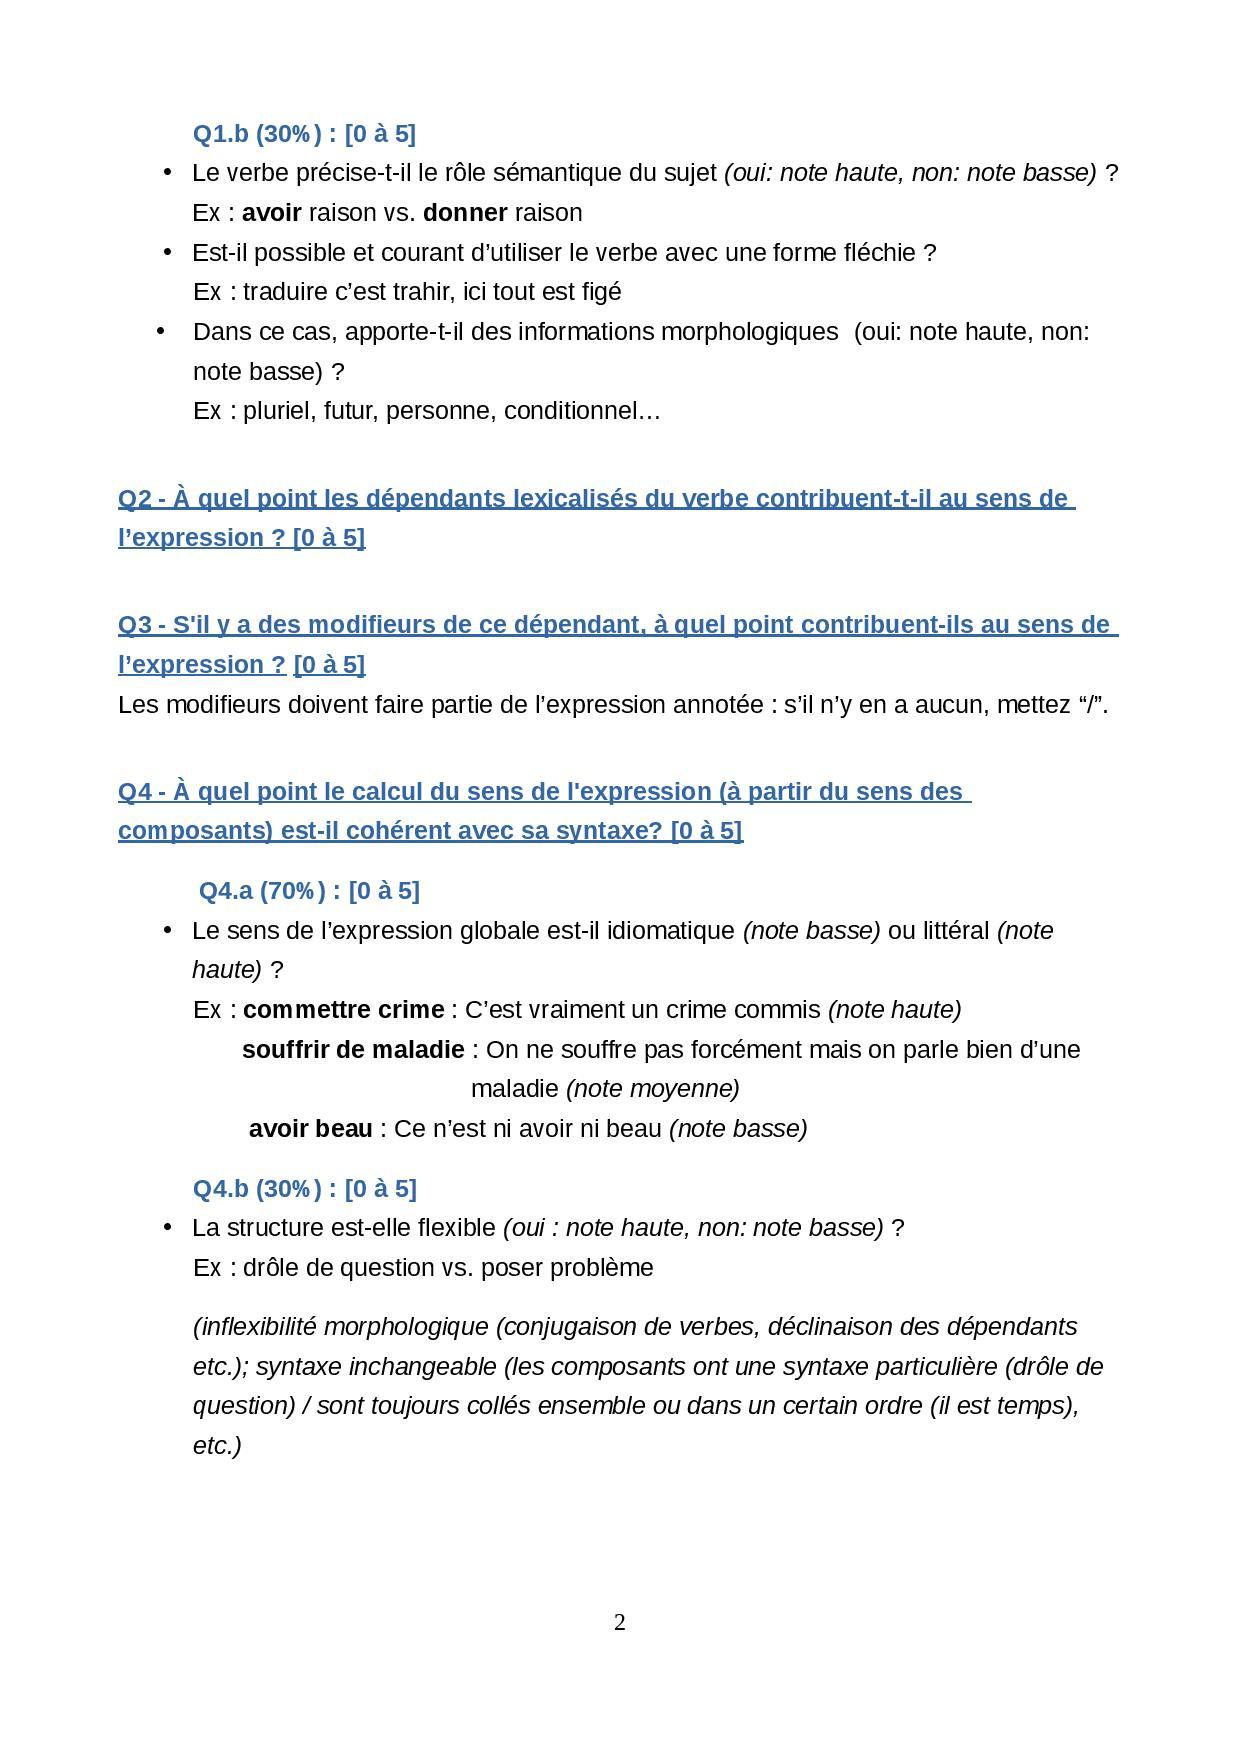 Q1.b (30%) : [0 à 5]
• Le verbe précise-t-il le rôle sémantique du sujet (oui: note haute, non: note basse) ?
Ex : avoir raison vs. donner raison
• Est-il possible et courant d’utiliser le verbe avec une forme fléchie ?
Ex : traduire c’est trahir, ici tout est figé
• Dans ce cas, apporte-t-il des informations morphologiques (oui: note haute, non:
note basse) ?
Ex : pluriel, futur, personne, conditionnel…
Q2 - À quel point les dépendants lexicalisés du verbe contribuent-t-il au sens de
l’expression ? [0 à 5]
Q3 - S'il y a des modifieurs de ce dépendant, à quel point contribuent-ils au sens de
l’expression ? [0 à 5]
Les modifieurs doivent faire partie de l’expression annotée : s’il n’y en a aucun, mettez “/”.
Q4 - À quel point le calcul du sens de l'expression (à partir du sens des
composants) est-il cohérent avec sa syntaxe? [0 à 5]
Q4.a (70%) : [0 à 5]
• Le sens de l’expression globale est-il idiomatique (note basse) ou littéral (note
haute) ?
Ex : commettre crime : C’est vraiment un crime commis (note haute)
souffrir de maladie : On ne souffre pas forcément mais on parle bien d’une
maladie (note moyenne)
avoir beau : Ce n’est ni avoir ni beau (note basse)
Q4.b (30%) : [0 à 5]
• La structure est-elle flexible (oui : note haute, non: note basse) ?
Ex : drôle de question vs. poser problème
(inflexibilité morphologique (conjugaison de verbes, déclinaison des dépendants
etc.); syntaxe inchangeable (les composants ont une syntaxe particulière (drôle de
question) / sont toujours collés ensemble ou dans un certain ordre (il est temps),
etc.)
2